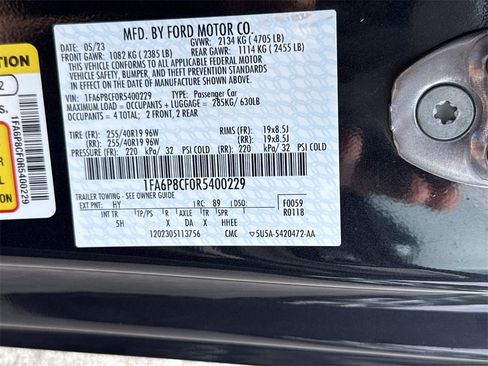 MFD. BY FORD MOTOR CO.
05/23 GVWR: 2134 KG ( 4705 LB)
FRONT GAWR: 1082 KG ( 2385 LB) REAR GAWR: 1114 KG ( 2455 LB)
THIS VEHICLE CONFORMS TO ALL APPLICABLE FEDERAL MOTOR
VEHICLE SAFETY, BUMPER, AND THEFT PREVENTION STANDARDS
IN EFFECT ON THE DATE OF MANUFACTURE SHOWN ABOVE.
VIN: 1FA6P8CF0R5400229 TYPE: Passenger Car
MAXIMUM LOAD = OCCUPANTS + LUGGAGE = 285KG/ 630LB
OCCUPANTS = 4 TOTAL: 2 FRONT, 2 REAR
TIRE (FR): 255/40R19 96W RIMS (FR): 19x8.5J
(RR): 255/40R19 96W (RR): 19x8.5J
PRESSURE (FR): 220 kPa/ 32 PSI COLD (RR): 220 kPa/ 32 PSI COLD
1FA6P8CF0R5400229
TRAILER TOWING - SEE OWNER GUIDE
EXT PNT: HY RC: 89 DSO: F0059
INT TR TP/PS R AXLE TR SPR R0118
5H X DA X HHH
1202305113756 CMC 5U5A-5420472-AA
TION
2
1FA6P8CF0R5400229